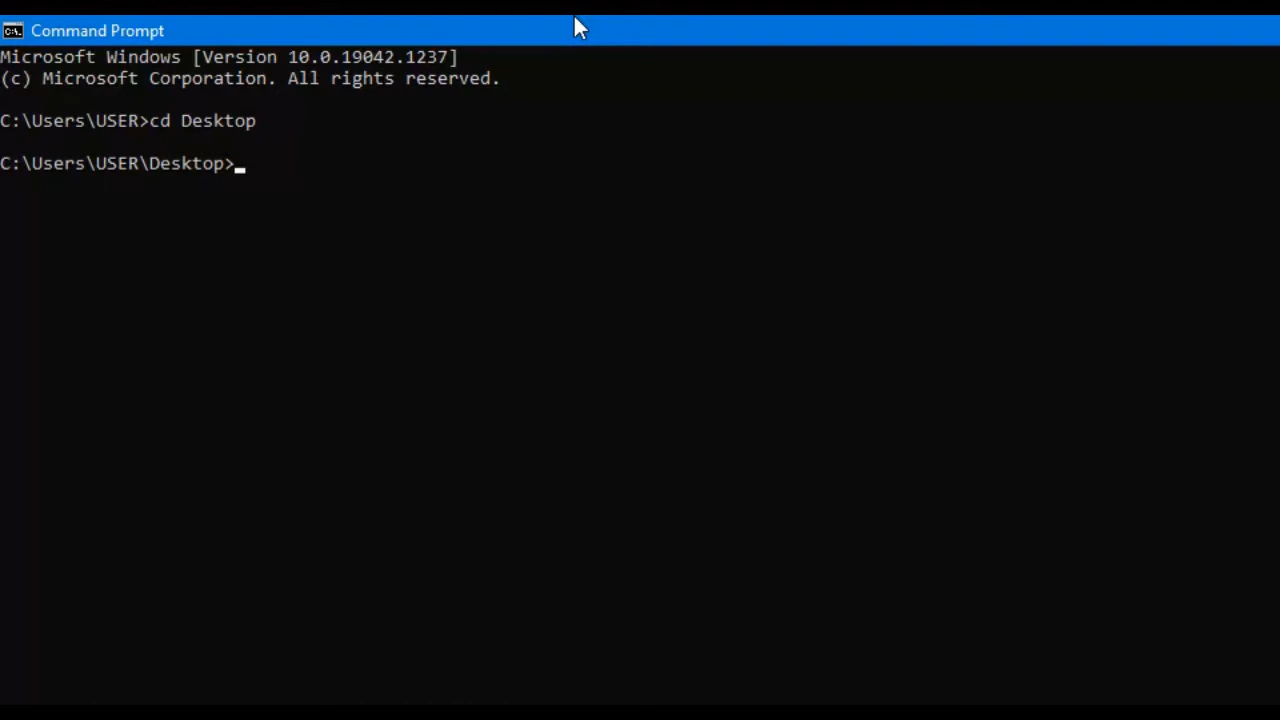 Command Prompt
Microsoft Windows [Version 10.0.19042.1237]
(c) Microsoft Corporation. All rights reserved.
C:\Users\USER>cd Desktop
C:\Users\USER\Desktop>